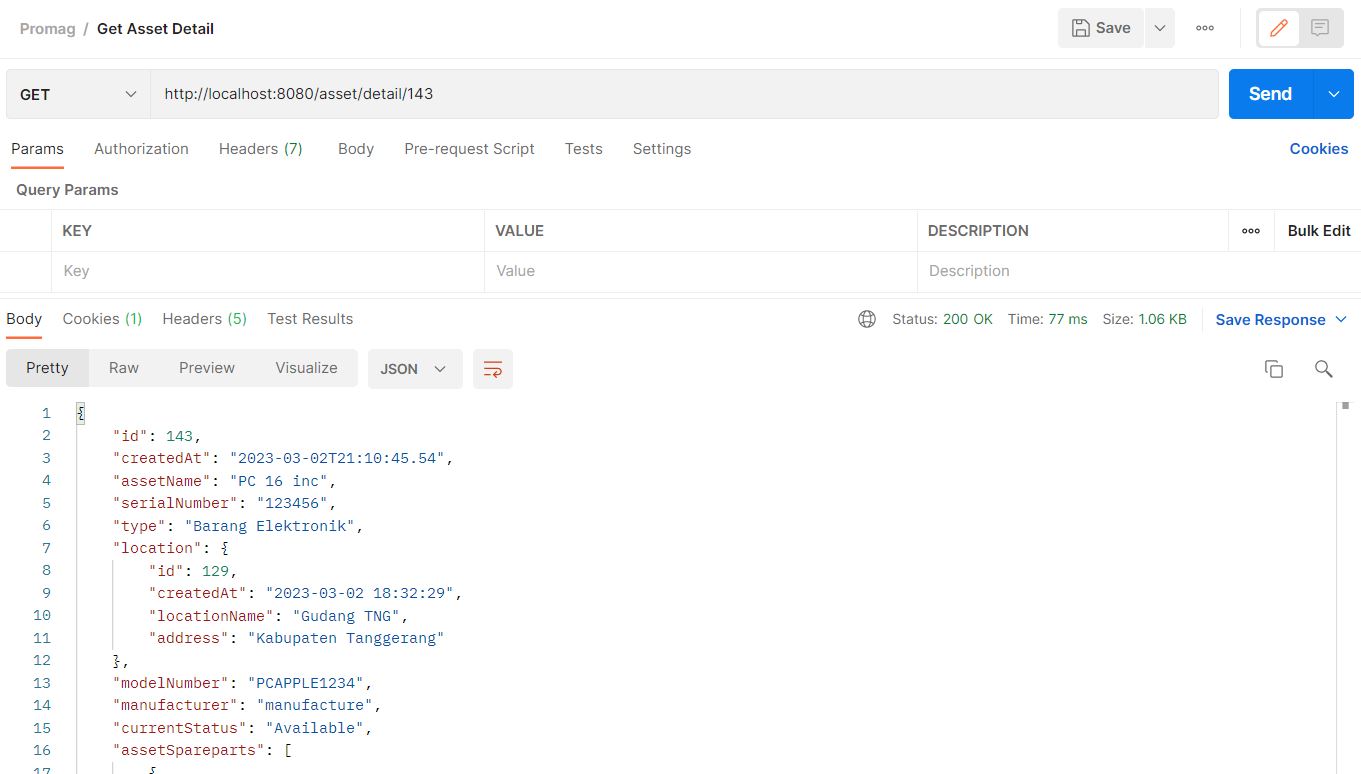 Promag / Get Asset Detail
Save
GET
http://localhost:8080/asset/detail/143
Send
Params Authorization Headers (7) Body Pre-request Script Tests Settings Cookies
Query Params
KEY VALUE DESCRIPTION Bulk Edit
Key Value Description
Body Cookies (1) Headers (5) Test Results Status: 200 OK Time: 77 ms Size: 1.06 KB Save Response
Pretty Raw Preview Visualize JSON
1 {
2 "id": 143,
3 "createdAt": "2023-03-02T21:10:45.54",
4 "assetName": "PC 16 inc",
5 "serialNumber": "123456",
6 "type": "Barang Elektronik",
7 "location": {
8 "id": 129,
9 "createdAt": "2023-03-02 18:32:29",
10 "locationName": "Gudang TNG",
11 "address": "Kabupaten Tanggerang"
12 },
13 "modelNumber": "PCAPPLE1234",
14 "manufacturer": "manufacture",
15 "currentStatus": "Available",
16 "assetSpareparts": [
17 {